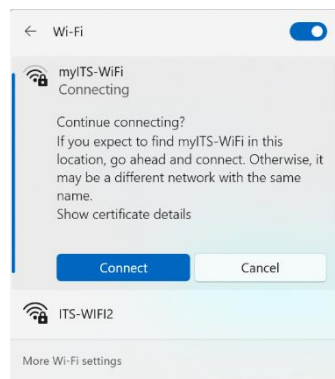 Wi-Fi
myITS-WiFi
Connecting
Continue connecting?
If you expect to find myITS-WiFi in this
location, go ahead and connect. Otherwise, it
may be a different network with the same
name.
Show certificate details
Connect Cancel
ITS-WIFI2
More Wi-Fi settings